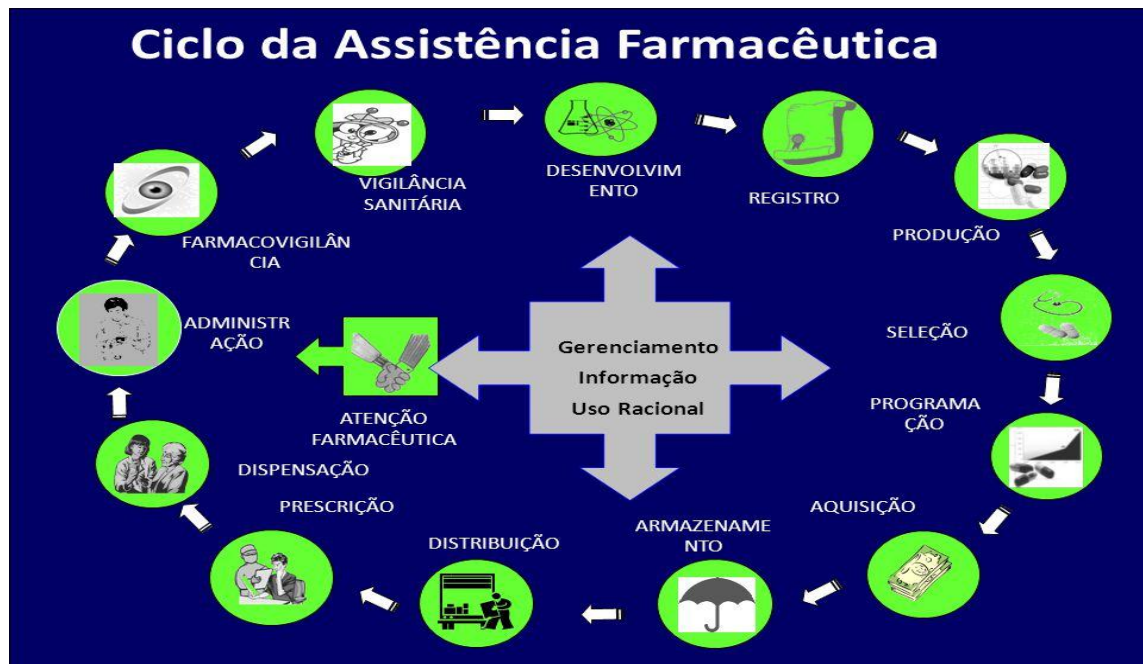 Ciclo da Assistência Farmacêutica
VIGILÂNCIA
SANITÁRIA
DESENVOLVIM
ENTO
REGISTRO
PRODUÇÃO
SELEÇÃO
PROGRAMA
ÇÃO
AQUISIÇÃO
ARMAZENAME
NTO
DISTRIBUIÇÃO
PRESCRIÇÃO
DISPENSAÇÃO
ADMINISTR
AÇÃO
FARMACOVIGILÂN
CIA
ATENÇÃO
FARMACÊUTICA
Gerenciamento
Informação
Uso Racional